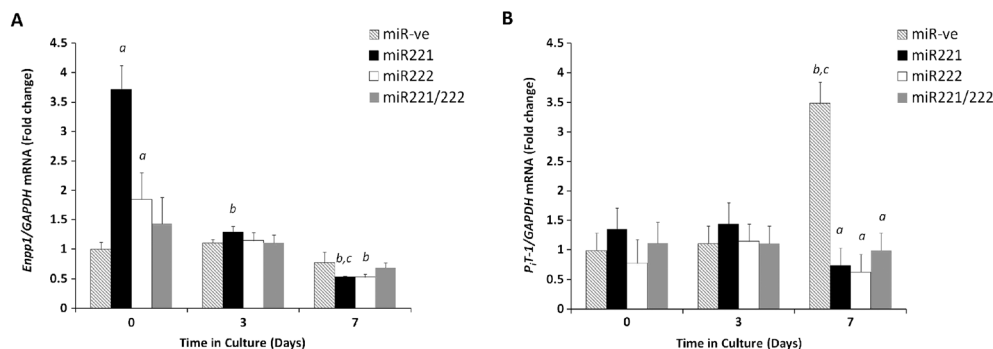 A
Enpp1/GAPDH mRNA (Fold change)
4.5
4
3.5
3
2.5
2
1.5
1
0.5
0
a
a
b
b,c
b
miR-ve
miR221
miR222
miR221/222
0
3
7
Time in Culture (Days)
B
PiT-1/GAPDH mRNA (Fold change)
4.5
4
3.5
3
2.5
2
1.5
1
0.5
0
b,c
a
a
a
miR-ve
miR221
miR222
miR221/222
0
3
7
Time in Culture (Days)